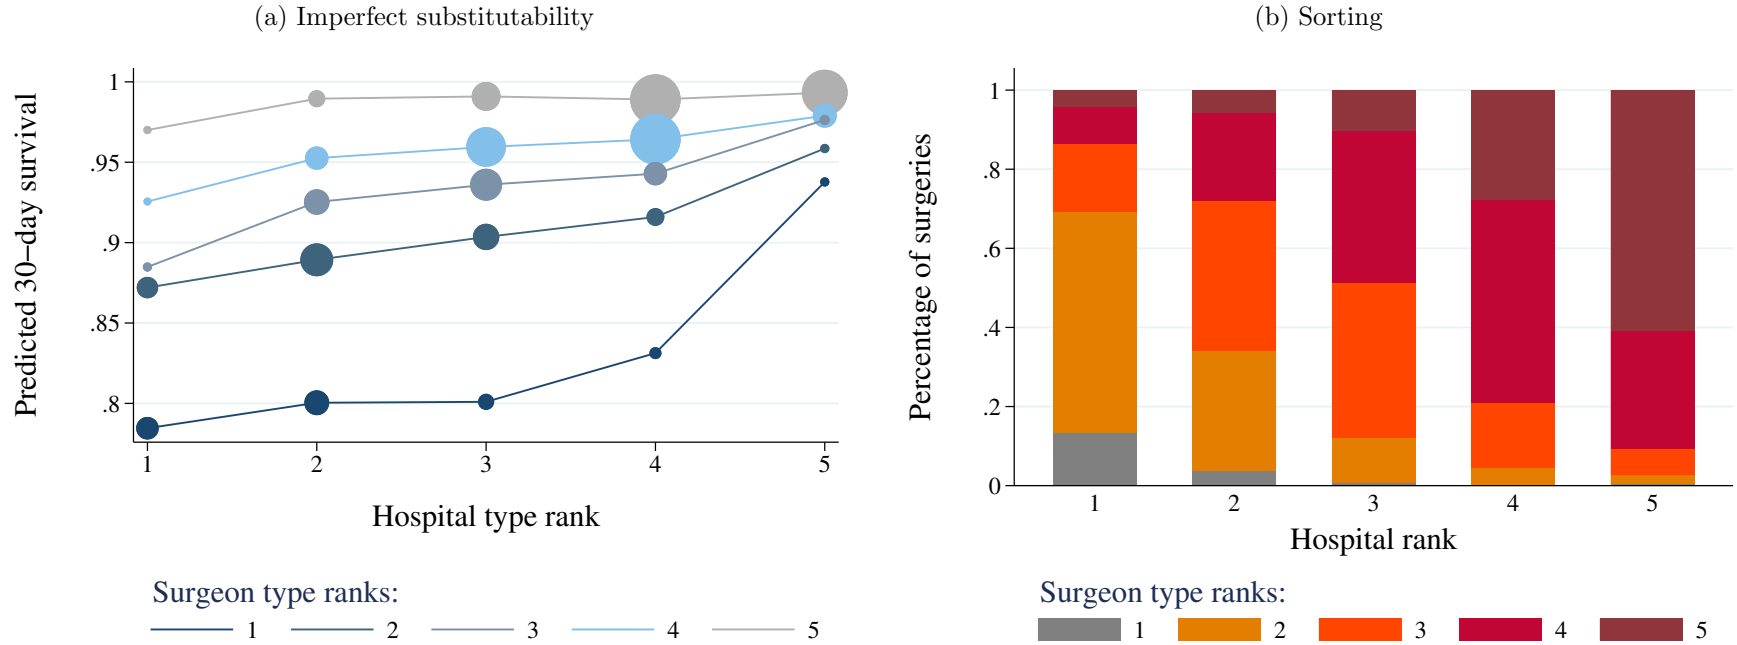 (a) Imperfect substitutability
Predicted 30–day survival
1
.95
.9
.85
.8
1 2 3 4 5
Hospital type rank
Surgeon type ranks:
1 2 3 4 5
(b) Sorting
Percentage of surgeries
1
.8
.6
.4
.2
0
1 2 3 4 5
Hospital rank
Surgeon type ranks:
1 2 3 4 5